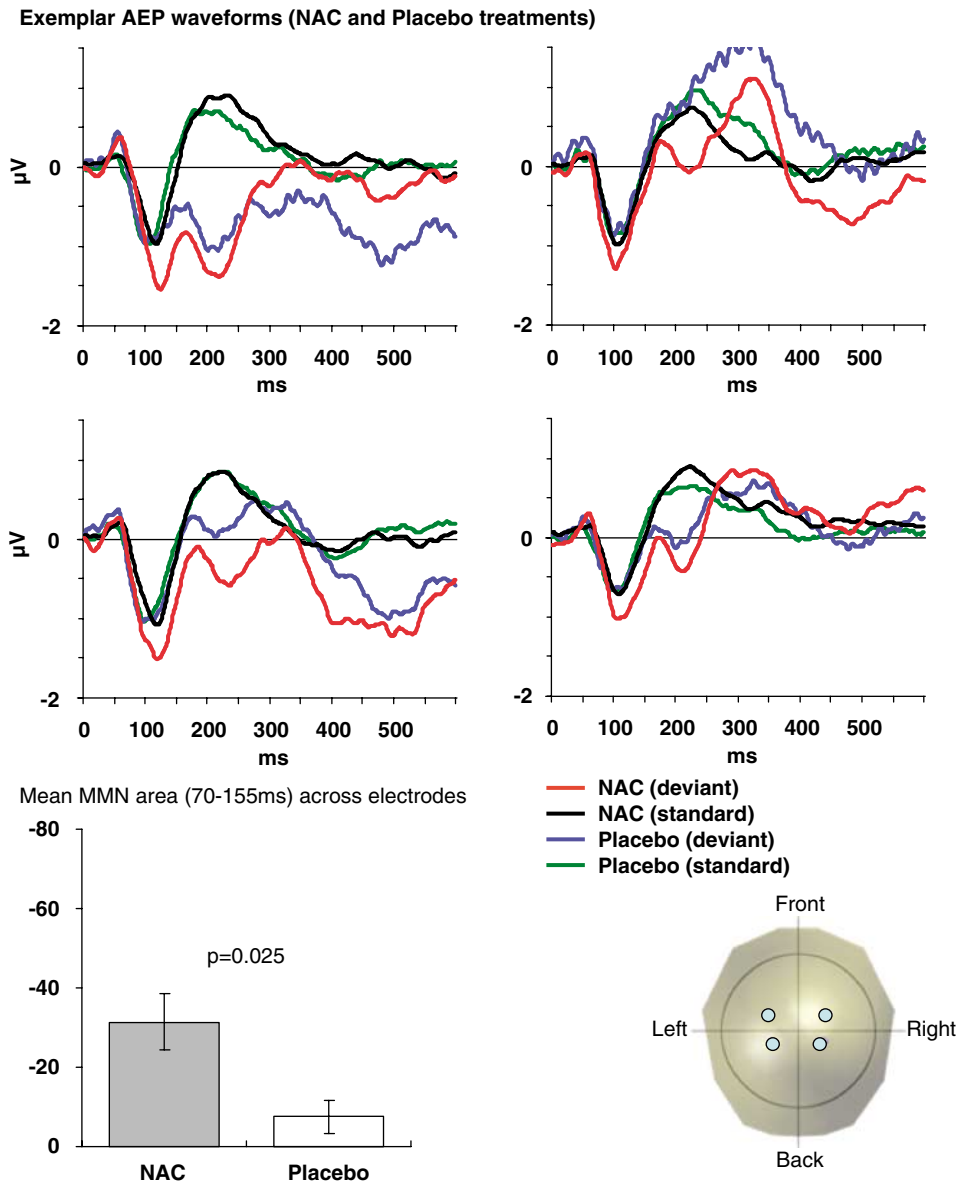 Exemplar AEP waveforms (NAC and Placebo treatments)
µV
0
-2
0 100 200 300 400 500
ms
0
-2
0 100 200 300 400 500
ms
µV
0
-2
0 100 200 300 400 500
ms
0
-2
0 100 200 300 400 500
ms
Mean MMN area (70-155ms) across electrodes
-80
-60
-40
-20
0
p=0.025
NAC Placebo
NAC (deviant)
NAC (standard)
Placebo (deviant)
Placebo (standard)
Front
Left Right
Back